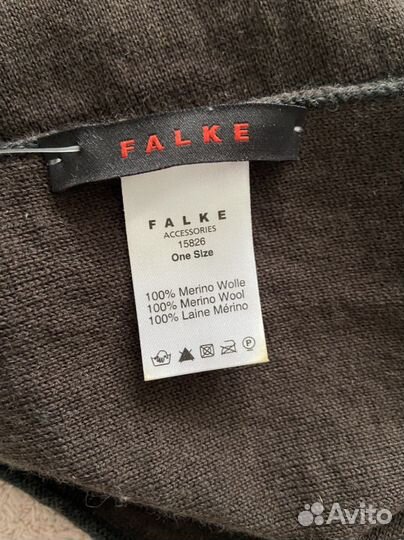 FALKE
FALKE
ACCESSORIES
15826
One Size
100% Merino Wolle
100% Merino Wool
100% Laine Mérino
P
Avito